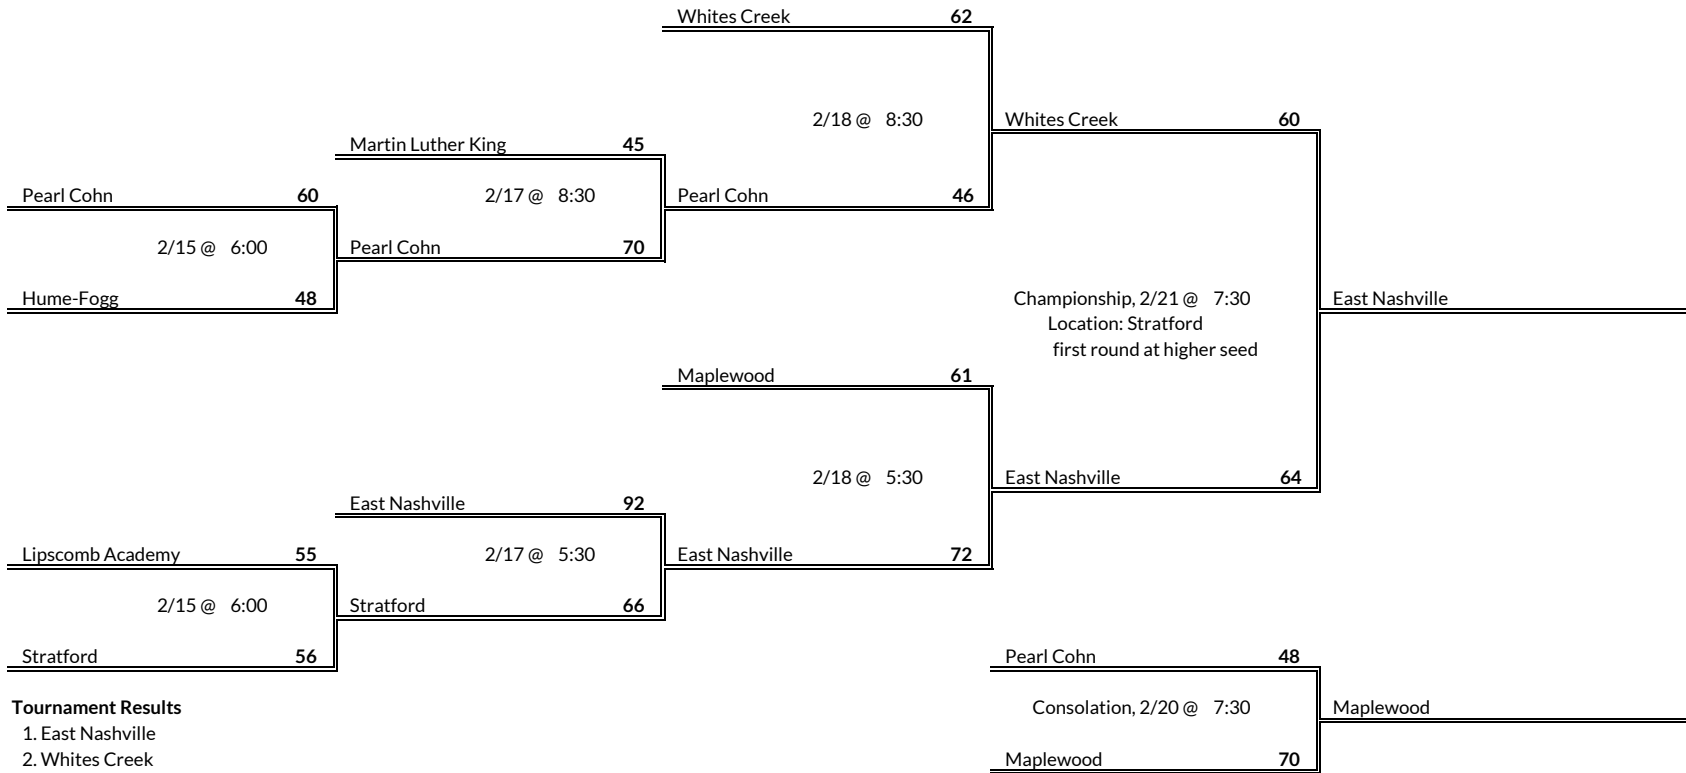 Whites Creek 62
2/18 @ 8:30 Whites Creek 60
Martin Luther King 45
Pearl Cohn 60 2/17 @ 8:30 Pearl Cohn 46
2/15 @ 6:00 Pearl Cohn 70
Hume-Fogg 48 Championship, 2/21 @ 7:30 East Nashville
Location: Stratford
first round at higher seed
Maplewood 61
2/18 @ 5:30 East Nashville 64
East Nashville 92
Lipscomb Academy 55 2/17 @ 5:30 East Nashville 72
2/15 @ 6:00 Stratford 66
Stratford 56 Pearl Cohn 48
Tournament Results Consolation, 2/20 @ 7:30 Maplewood
1. East Nashville
2. Whites Creek Maplewood 70